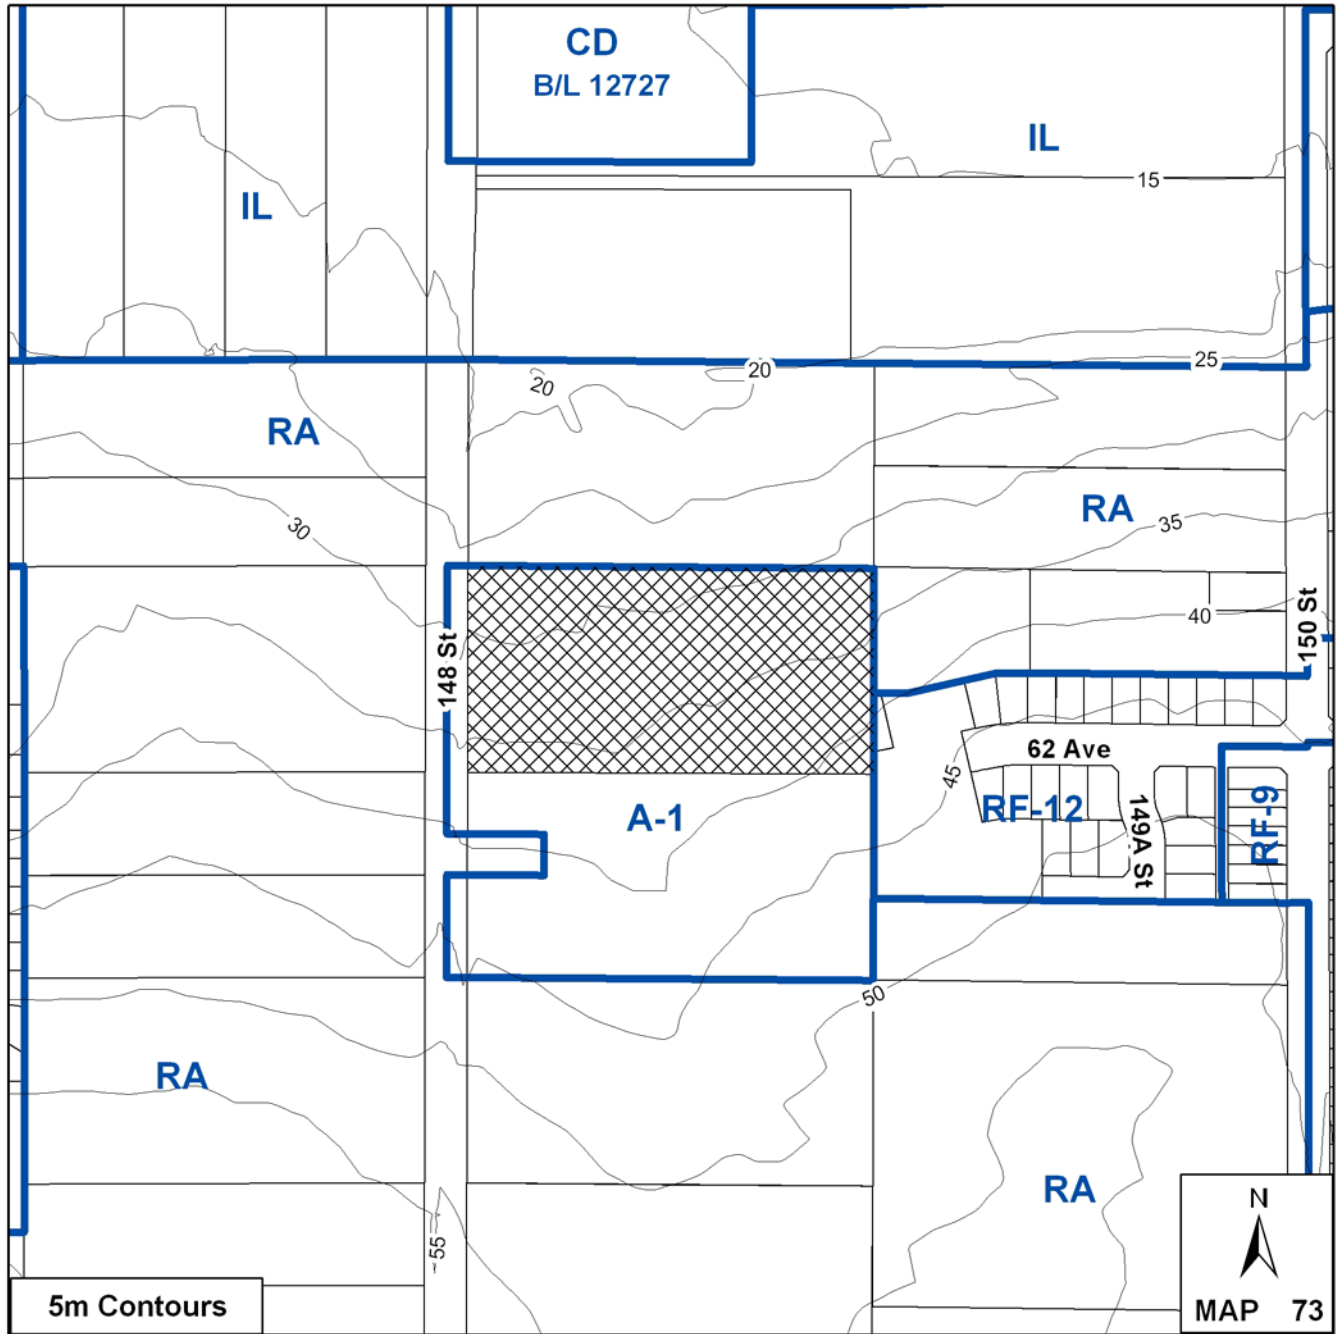 CD
B/L 12727
IL
15
IL
25
20
20
RA
RA
35
30
40
150 St
148 St
62 Ave
45
RF-12
149A St
RF-9
A-1
50
RA
RA
55
N
5m Contours
MAP 73